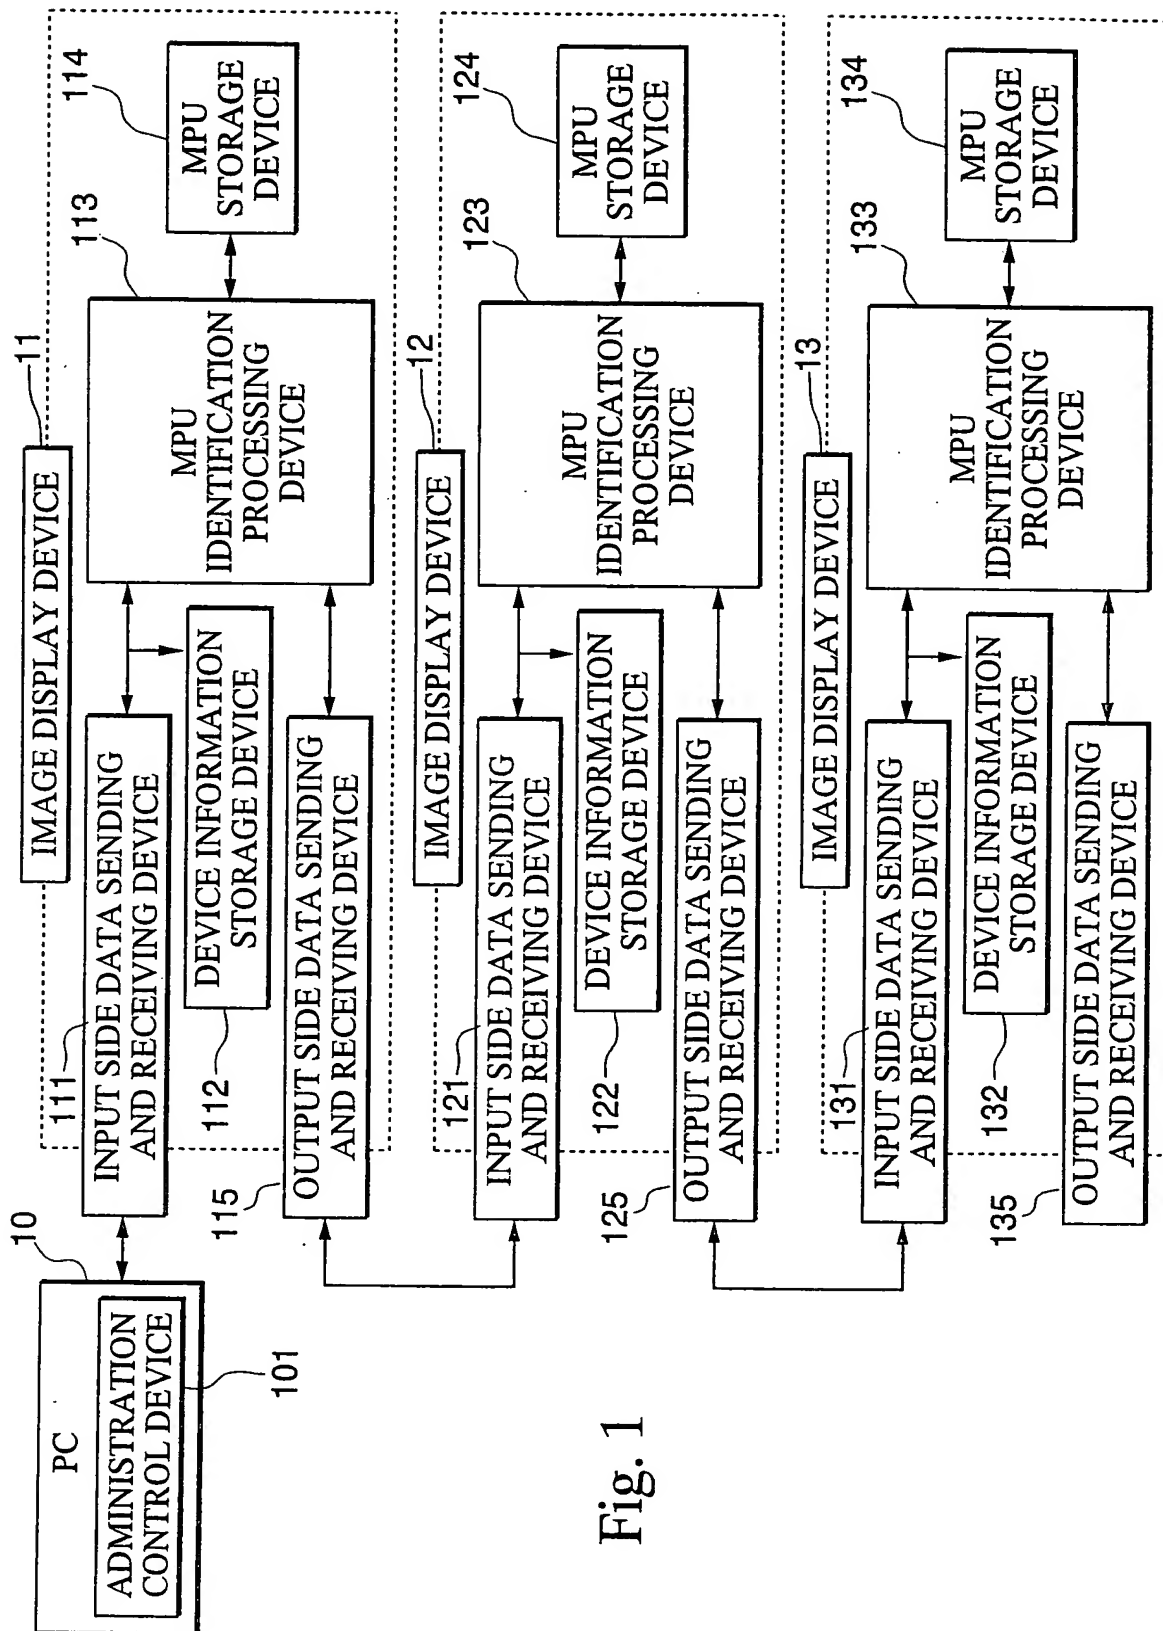 10
PC
ADMINISTRATION
CONTROL DEVICE
101
11
IMAGE DISPLAY DEVICE
111
INPUT SIDE DATA SENDING
AND RECEIVING DEVICE
112
DEVICE INFORMATION
STORAGE DEVICE
113
MPU
IDENTIFICATION
PROCESSING
DEVICE
114
MPU
STORAGE
DEVICE
115
OUTPUT SIDE DATA SENDING
AND RECEIVING DEVICE
12
IMAGE DISPLAY DEVICE
121
INPUT SIDE DATA SENDING
AND RECEIVING DEVICE
122
DEVICE INFORMATION
STORAGE DEVICE
123
MPU
IDENTIFICATION
PROCESSING
DEVICE
124
MPU
STORAGE
DEVICE
125
OUTPUT SIDE DATA SENDING
AND RECEIVING DEVICE
13
IMAGE DISPLAY DEVICE
131
INPUT SIDE DATA SENDING
AND RECEIVING DEVICE
132
DEVICE INFORMATION
STORAGE DEVICE
133
MPU
IDENTIFICATION
PROCESSING
DEVICE
134
MPU
STORAGE
DEVICE
135
OUTPUT SIDE DATA SENDING
AND RECEIVING DEVICE
Fig. 1